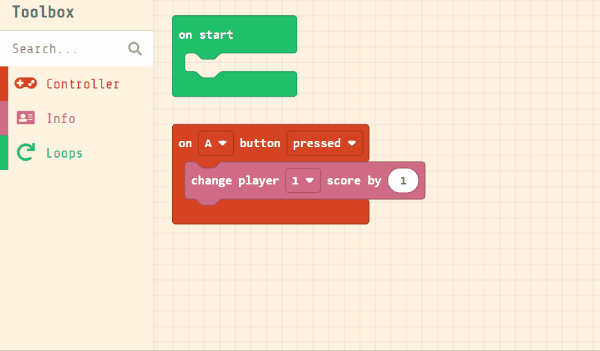 Toolbox
Search...
Controller
Info
Loops
on start
on A button pressed
change player 1 score by 1